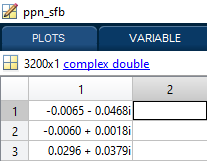 ppn_sfb
PLOTS VARIABLE
3200x1 complex double
1 2
1 -0.0065 - 0.0468i
2 -0.0060 + 0.0018i
3 0.0296 + 0.0379i